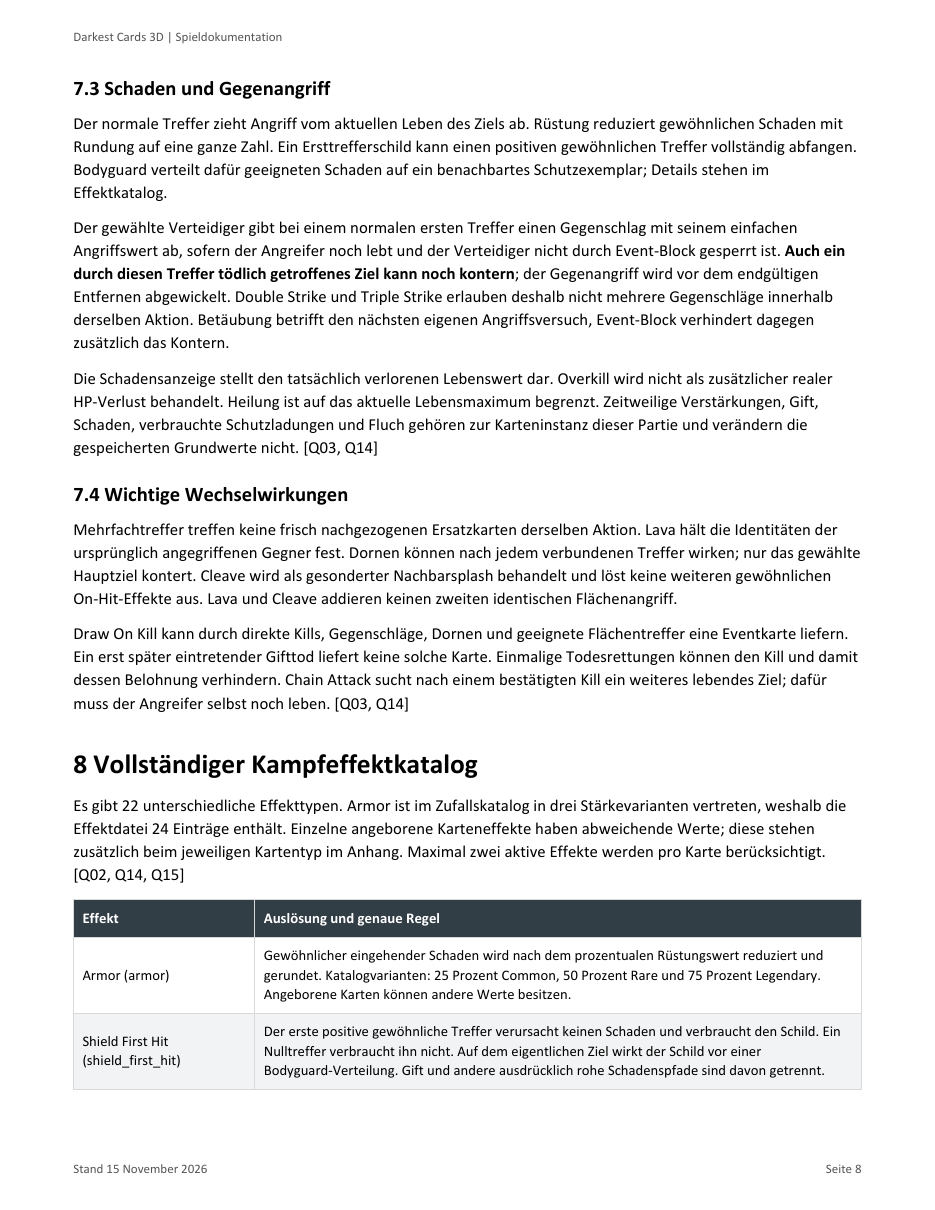 Darkest Cards 3D | Spieldokumentation
7.3 Schaden und Gegenangriff
Der normale Treffer zieht Angriff vom aktuellen Leben des Ziels ab. Rüstung reduziert gewöhnlichen Schaden mit
Rundung auf eine ganze Zahl. Ein Ersttrefferschild kann einen positiven gewöhnlichen Treffer vollständig abfangen.
Bodyguard verteilt dafür geeigneten Schaden auf ein benachbartes Schutzexemplar; Details stehen im
Effektkatalog.
Der gewählte Verteidiger gibt bei einem normalen ersten Treffer einen Gegenschlag mit seinem einfachen
Angriffswert ab, sofern der Angreifer noch lebt und der Verteidiger nicht durch Event-Block gesperrt ist. Auch ein
durch diesen Treffer tödlich getroffenes Ziel kann noch kontern; der Gegenangriff wird vor dem endgültigen
Entfernen abgewickelt. Double Strike und Triple Strike erlauben deshalb nicht mehrere Gegenschläge innerhalb
derselben Aktion. Betäubung betrifft den nächsten eigenen Angriffsversuch, Event-Block verhindert dagegen
zusätzlich das Kontern.
Die Schadensanzeige stellt den tatsächlich verlorenen Lebenswert dar. Overkill wird nicht als zusätzlicher realer
HP-Verlust behandelt. Heilung ist auf das aktuelle Lebensmaximum begrenzt. Zeitweilige Verstärkungen, Gift,
Schaden, verbrauchte Schutzladungen und Fluch gehören zur Karteninstanz dieser Partie und verändern die
gespeicherten Grundwerte nicht. [Q03, Q14]
7.4 Wichtige Wechselwirkungen
Mehrfachtreffer treffen keine frisch nachgezogenen Ersatzkarten derselben Aktion. Lava hält die Identitäten der
ursprünglich angegriffenen Gegner fest. Dornen können nach jedem verbundenen Treffer wirken; nur das gewählte
Hauptziel kontert. Cleave wird als gesonderter Nachbarsplash behandelt und löst keine weiteren gewöhnlichen
On-Hit-Effekte aus. Lava und Cleave addieren keinen zweiten identischen Flächenangriff.
Draw On Kill kann durch direkte Kills, Gegenschläge, Dornen und geeignete Flächentreffer eine Eventkarte liefern.
Ein erst später eintretender Gifttod liefert keine solche Karte. Einmalige Todesrettungen können den Kill und damit
dessen Belohnung verhindern. Chain Attack sucht nach einem bestätigten Kill ein weiteres lebendes Ziel; dafür
muss der Angreifer selbst noch leben. [Q03, Q14]
8 Vollständiger Kampfeffektkatalog
Es gibt 22 unterschiedliche Effekttypen. Armor ist im Zufallskatalog in drei Stärkevarianten vertreten, weshalb die
Effektdatei 24 Einträge enthält. Einzelne angeborene Karteneffekte haben abweichende Werte; diese stehen
zusätzlich beim jeweiligen Kartentyp im Anhang. Maximal zwei aktive Effekte werden pro Karte berücksichtigt.
[Q02, Q14, Q15]
Effekt
Auslösung und genaue Regel
Armor (armor)
Gewöhnlicher eingehender Schaden wird nach dem prozentualen Rüstungswert reduziert und
gerundet. Katalogvarianten: 25 Prozent Common, 50 Prozent Rare und 75 Prozent Legendary.
Angeborene Karten können andere Werte besitzen.
Shield First Hit
(shield_first_hit)
Der erste positive gewöhnliche Treffer verursacht keinen Schaden und verbraucht den Schild. Ein
Nulltreffer verbraucht ihn nicht. Auf dem eigentlichen Ziel wirkt der Schild vor einer
Bodyguard-Verteilung. Gift und andere ausdrücklich rohe Schadenspfade sind davon getrennt.
Stand 15 November 2026
Seite 8